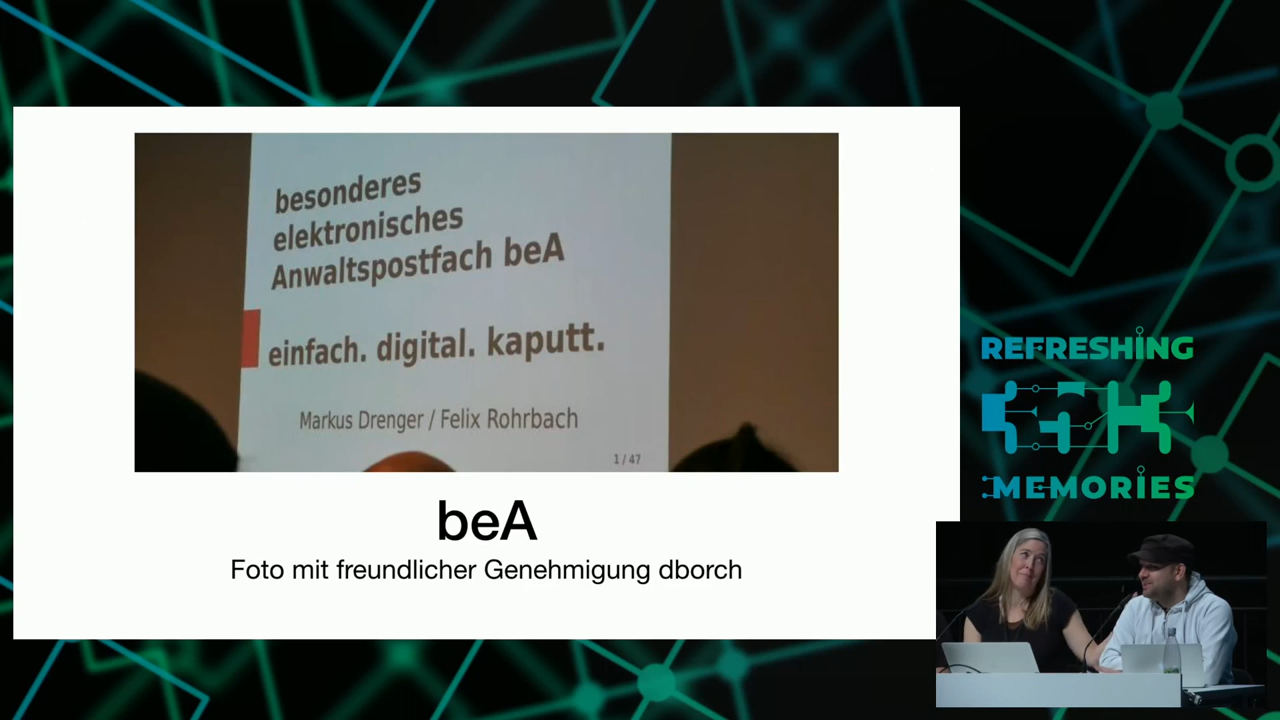 besonderes
elektronisches
Anwaltspostfach beA
einfach. digital. kaputt.
Markus Drenger / Felix Rohrbach
1 / 47
beA
Foto mit freundlicher Genehmigung dborch
REFRESHING
GPN
MEMORIES